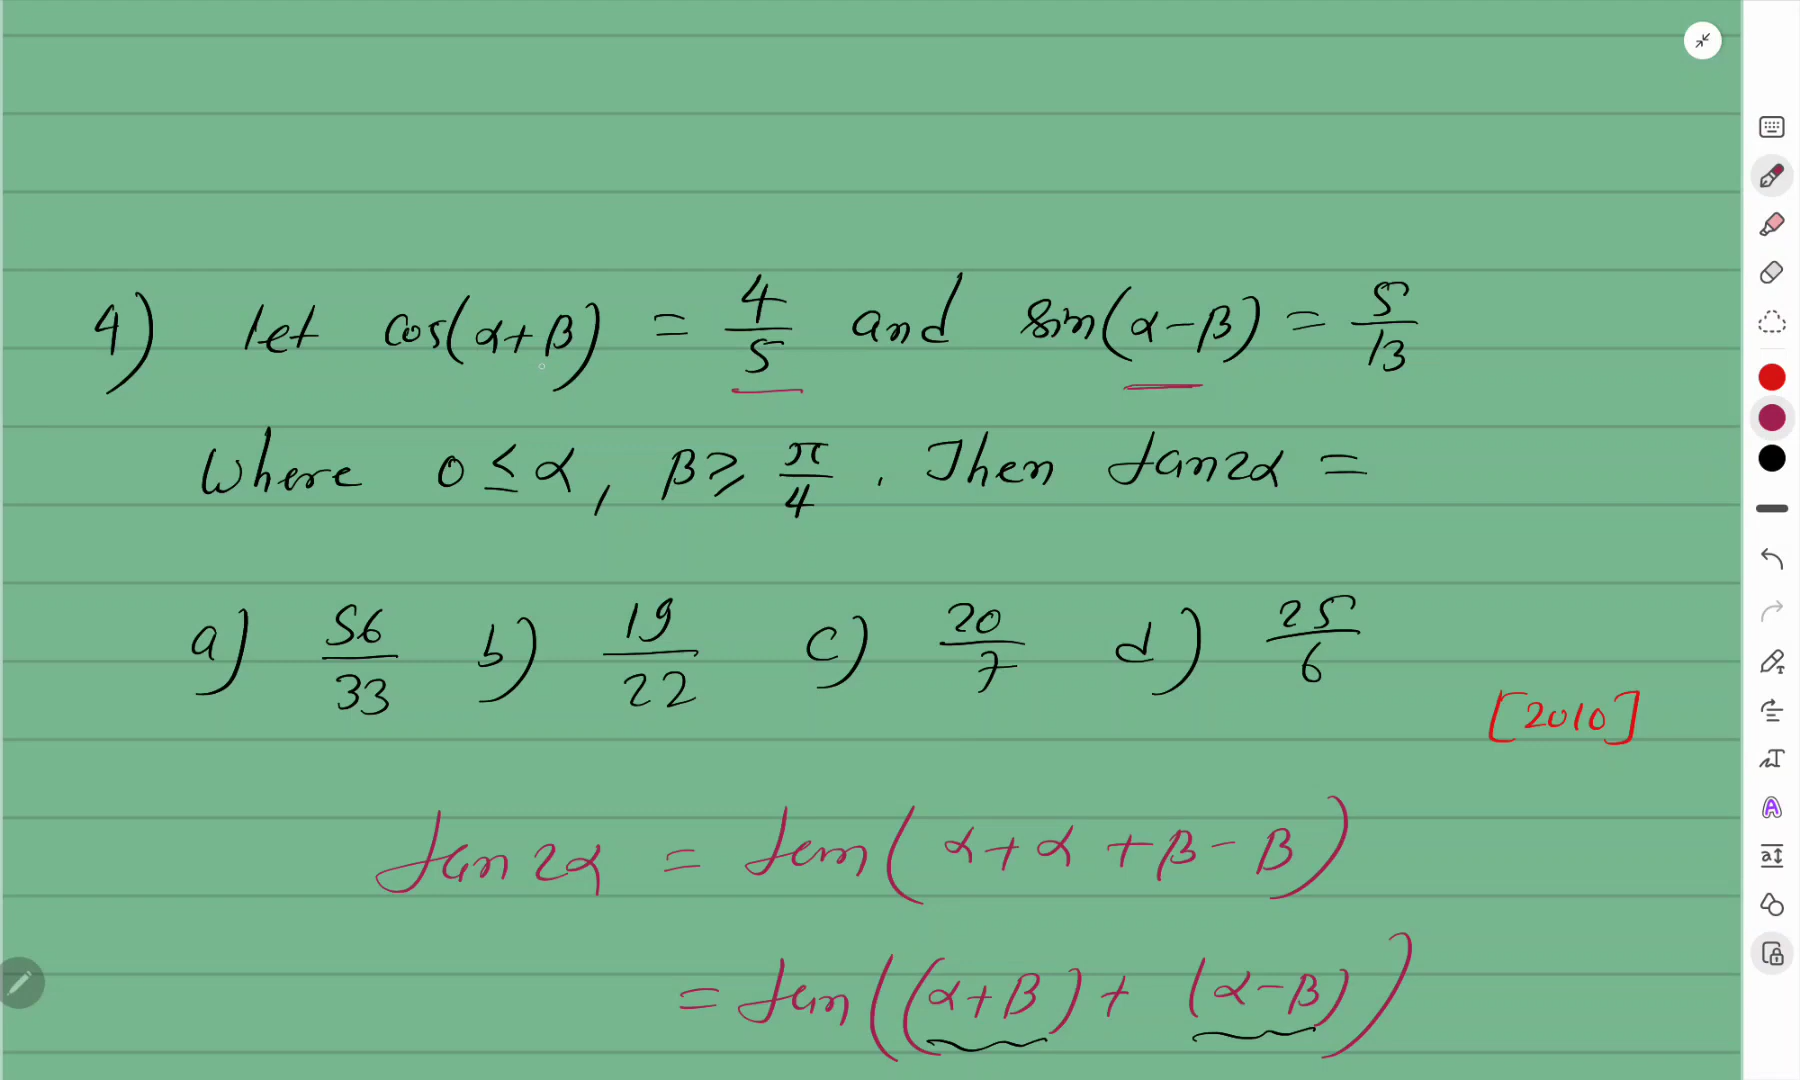 4) let cos(α+β) = 4/5 and sin(α-β) = 5/13
Where 0 ≤ α, β ≥ π/4 . Then tan2α =
a) 56/33 b) 19/22 c) 20/7 d) 25/6
[2010]
tan 2α = tan(α+α+β-β)
= tan((α+β)+(α-β))